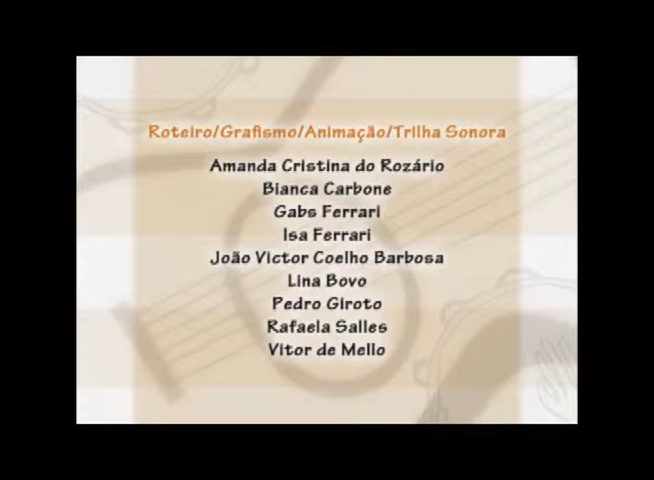 Roteiro/Grafismo/Animação/Trilha Sonora
Amanda Cristina do Rozário
Bianca Carbone
Gabs Ferrari
Isa Ferrari
João Victor Coelho Barbosa
Lina Bovo
Pedro Giroto
Rafaela Salles
Vitor de Mello